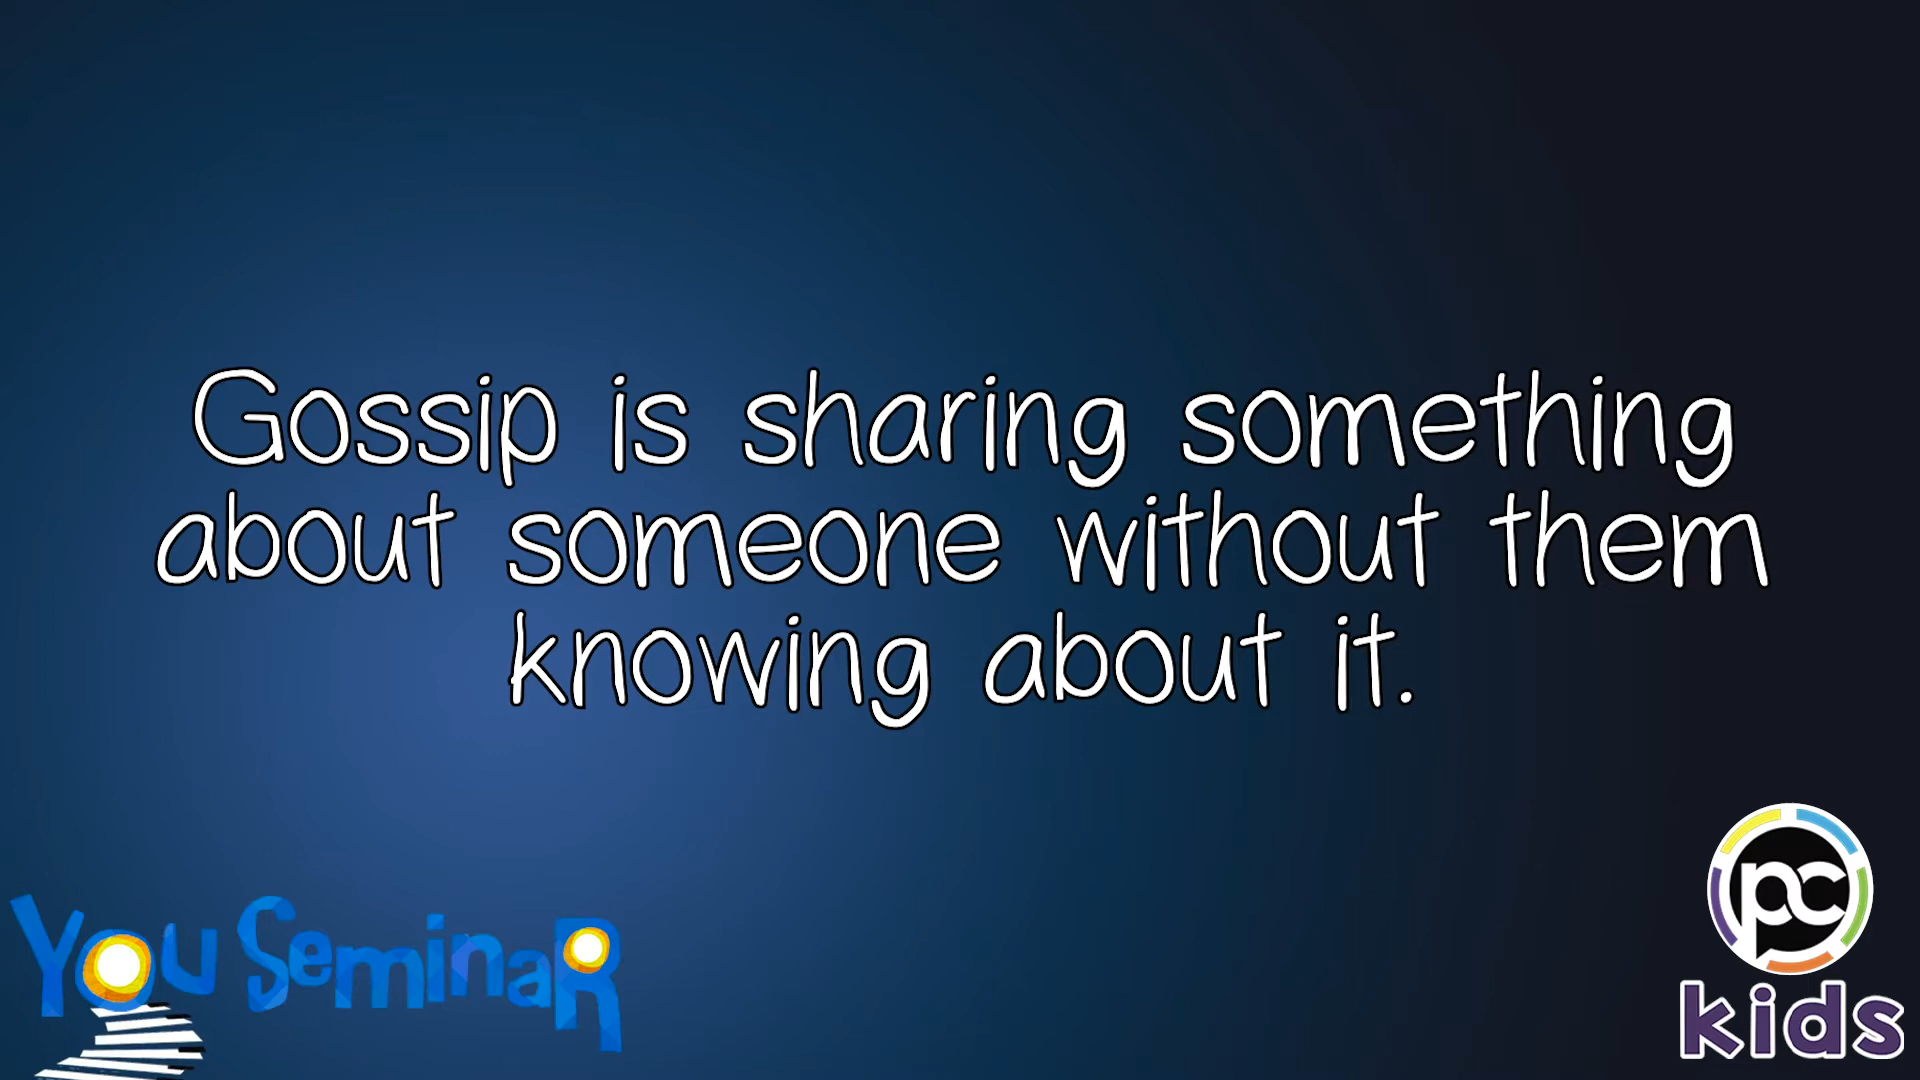 Gossip is sharing something
about someone without them
knowing about it.
You SeminaR
pc
kids